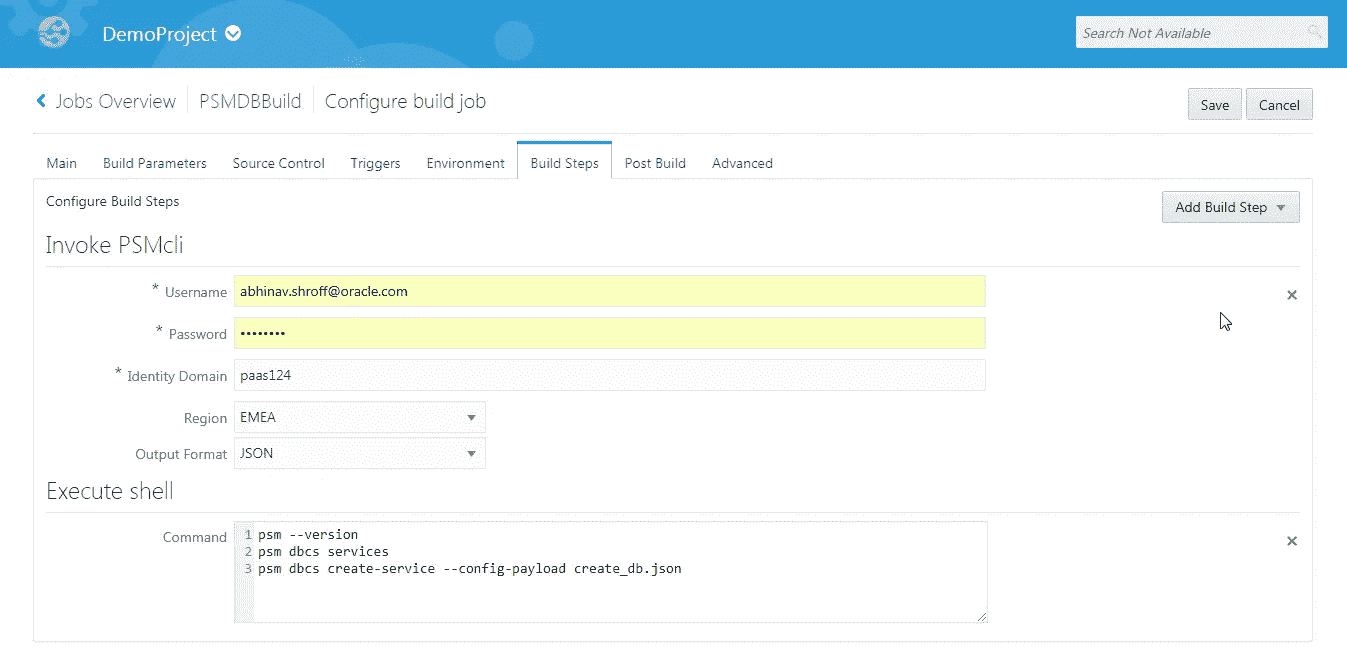 DemoProject
Search Not Available
Jobs Overview PSMDBBuild Configure build job
Save Cancel
Main Build Parameters Source Control Triggers Environment Build Steps Post Build Advanced
Configure Build Steps
Add Build Step
Invoke PSMcli
* Username abhinav.shroff@oracle.com
* Password ••••••••
* Identity Domain paas124
Region EMEA
Output Format JSON
Execute shell
Command
1 psm --version
2 psm dbcs services
3 psm dbcs create-service --config-payload create_db.json